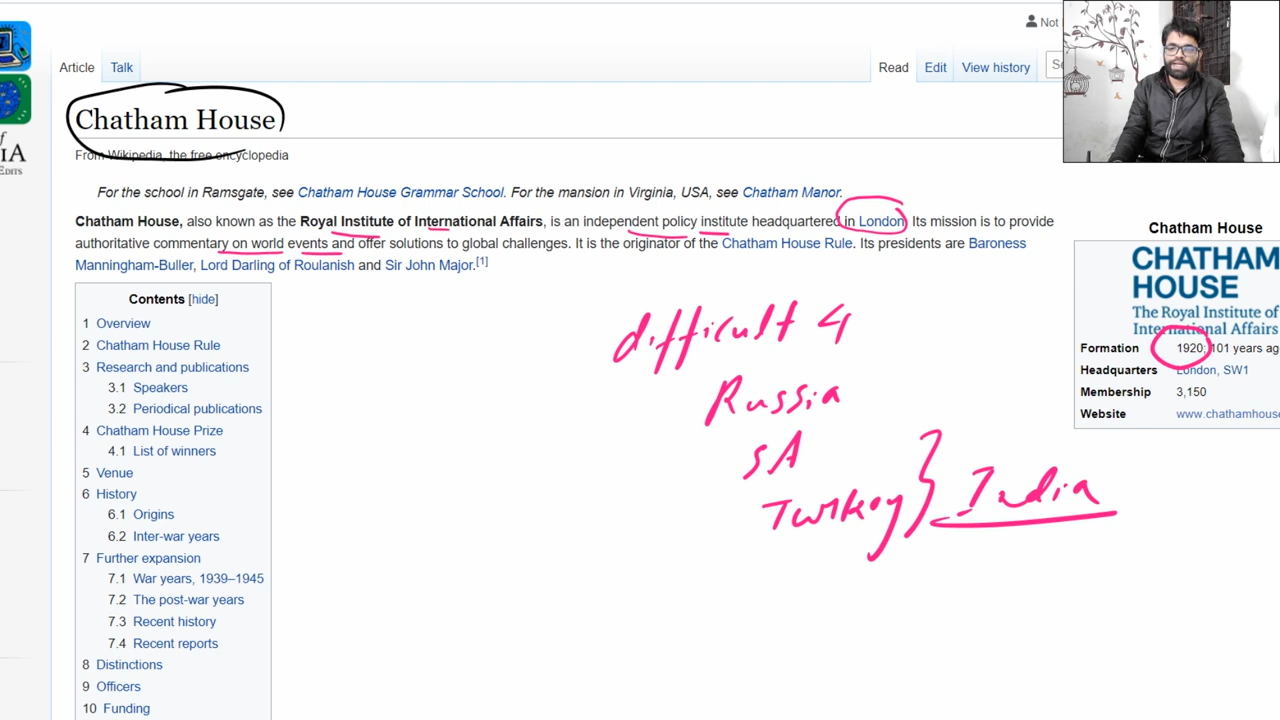 Not
Article
Talk
Read
Edit
View history
Se
Chatham House
From Wikipedia, the free encyclopedia
IA
EDITS
For the school in Ramsgate, see Chatham House Grammar School. For the mansion in Virginia, USA, see Chatham Manor.
Chatham House, also known as the Royal Institute of International Affairs, is an independent policy institute headquartered in London. Its mission is to provide
authoritative commentary on world events and offer solutions to global challenges. It is the originator of the Chatham House Rule. Its presidents are Baroness
Manningham-Buller, Lord Darling of Roulanish and Sir John Major.[1]
Contents [hide]
1 Overview
2 Chatham House Rule
3 Research and publications
3.1 Speakers
3.2 Periodical publications
4 Chatham House Prize
4.1 List of winners
5 Venue
6 History
6.1 Origins
6.2 Inter-war years
7 Further expansion
7.1 War years, 1939–1945
7.2 The post-war years
7.3 Recent history
7.4 Recent reports
8 Distinctions
9 Officers
10 Funding
difficult 4
Russia
SA
Turkey } India
Chatham House
CHATHAM
HOUSE
The Royal Institute of
International Affairs
Formation 1920; 101 years ag
Headquarters London, SW1
Membership 3,150
Website www.chathamhouse